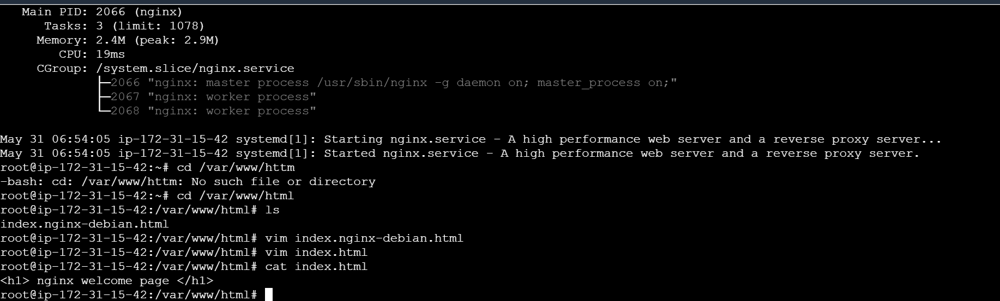 Main PID: 2066 (nginx)
Tasks: 3 (limit: 1078)
Memory: 2.4M (peak: 2.9M)
CPU: 19ms
CGroup: /system.slice/nginx.service
├─2066 "nginx: master process /usr/sbin/nginx -g daemon on; master_process on;"
├─2067 "nginx: worker process"
└─2068 "nginx: worker process"
May 31 06:54:05 ip-172-31-15-42 systemd[1]: Starting nginx.service - A high performance web server and a reverse proxy server...
May 31 06:54:05 ip-172-31-15-42 systemd[1]: Started nginx.service - A high performance web server and a reverse proxy server.
root@ip-172-31-15-42:~# cd /var/www/httm
-bash: cd: /var/www/httm: No such file or directory
root@ip-172-31-15-42:~# cd /var/www/html
root@ip-172-31-15-42:/var/www/html# ls
index.nginx-debian.html
root@ip-172-31-15-42:/var/www/html# vim index.nginx-debian.html
root@ip-172-31-15-42:/var/www/html# vim index.html
root@ip-172-31-15-42:/var/www/html# cat index.html
<h1> nginx welcome page </h1>
root@ip-172-31-15-42:/var/www/html#